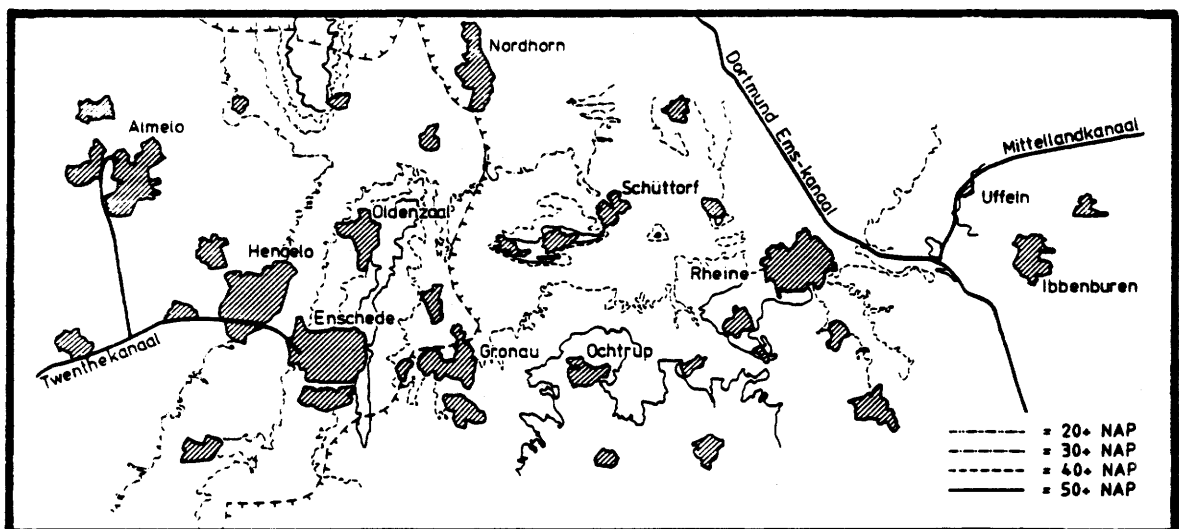 Nordhorn
Almelo
Dortmund Ems-kanaal
Mittellandkanaal
Schüttorf
Uffeln
Oldenzaal
Hengelo
Rheine
Ibbenburen
Enschede
Gronau
Ochtrup
Twenthekanaal
= 20+ NAP
= 30+ NAP
= 40+ NAP
= 50+ NAP